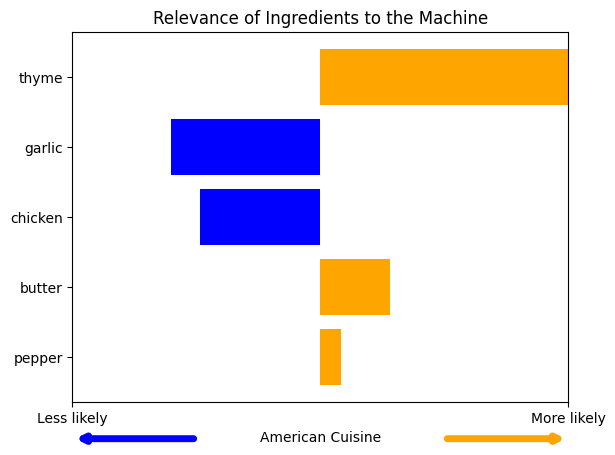 Relevance of Ingredients to the Machine
thyme
garlic
chicken
butter
pepper
Less likely
More likely
American Cuisine